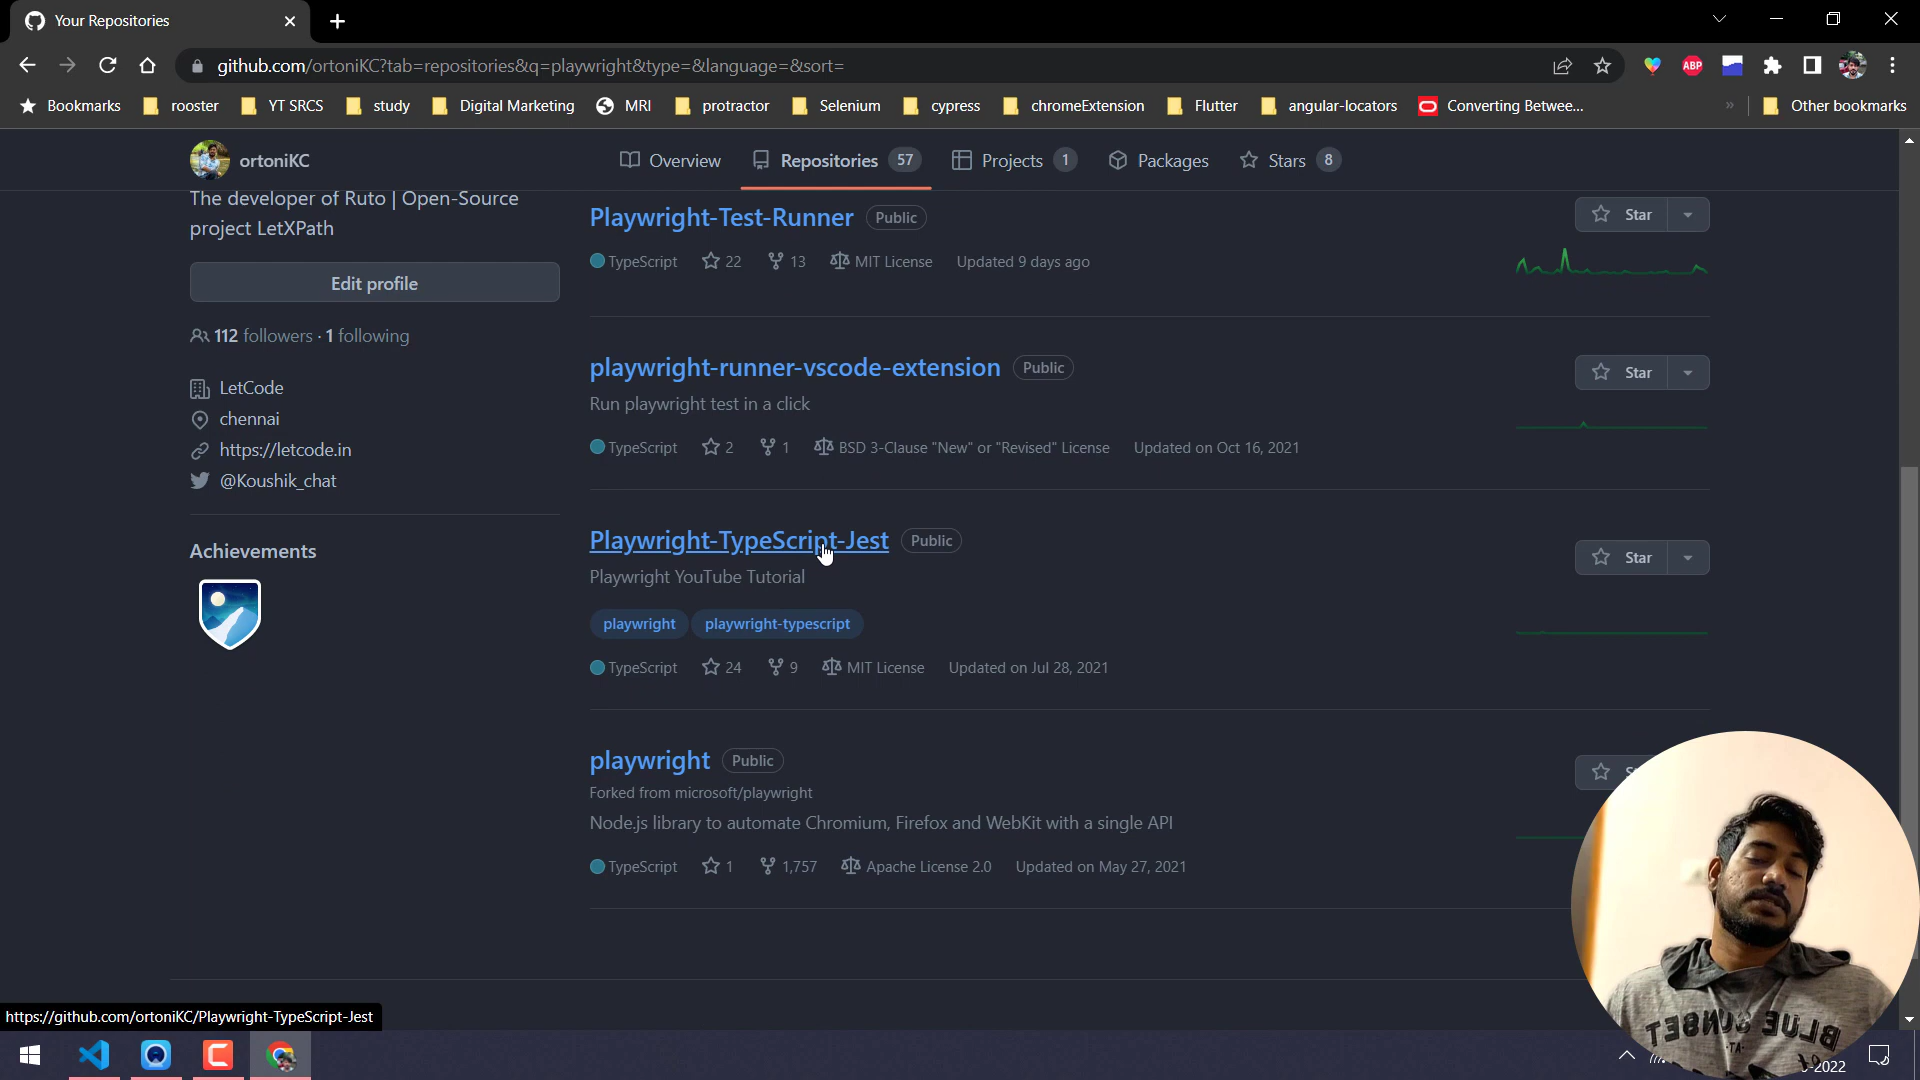 Your Repositories
github.com/ortoniKC?tab=repositories&q=playwright&type=&language=&sort=
ABP
Bookmarks rooster YT SRCS study Digital Marketing MRI protractor Selenium cypress chromeExtension Flutter angular-locators Converting Betwee... » Other bookmarks
ortoniKC
Overview Repositories 57 Projects 1 Packages Stars 8
The developer of Ruto | Open-Source
project LetXPath
Edit profile
112 followers · 1 following
LetCode
chennai
https://letcode.in
@Koushik_chat
Achievements
Playwright-Test-Runner Public
Star
TypeScript 22 13 MIT License Updated 9 days ago
playwright-runner-vscode-extension Public
Star
Run playwright test in a click
TypeScript 2 1 BSD 3-Clause "New" or "Revised" License Updated on Oct 16, 2021
Playwright-TypeScript-Jest Public
Star
Playwright YouTube Tutorial
playwright playwright-typescript
TypeScript 24 9 MIT License Updated on Jul 28, 2021
playwright Public
Forked from microsoft/playwright
Node.js library to automate Chromium, Firefox and WebKit with a single API
TypeScript 1 1,757 Apache License 2.0 Updated on May 27, 2021
https://github.com/ortoniKC/Playwright-TypeScript-Jest
BLUE SUNSET
-2022